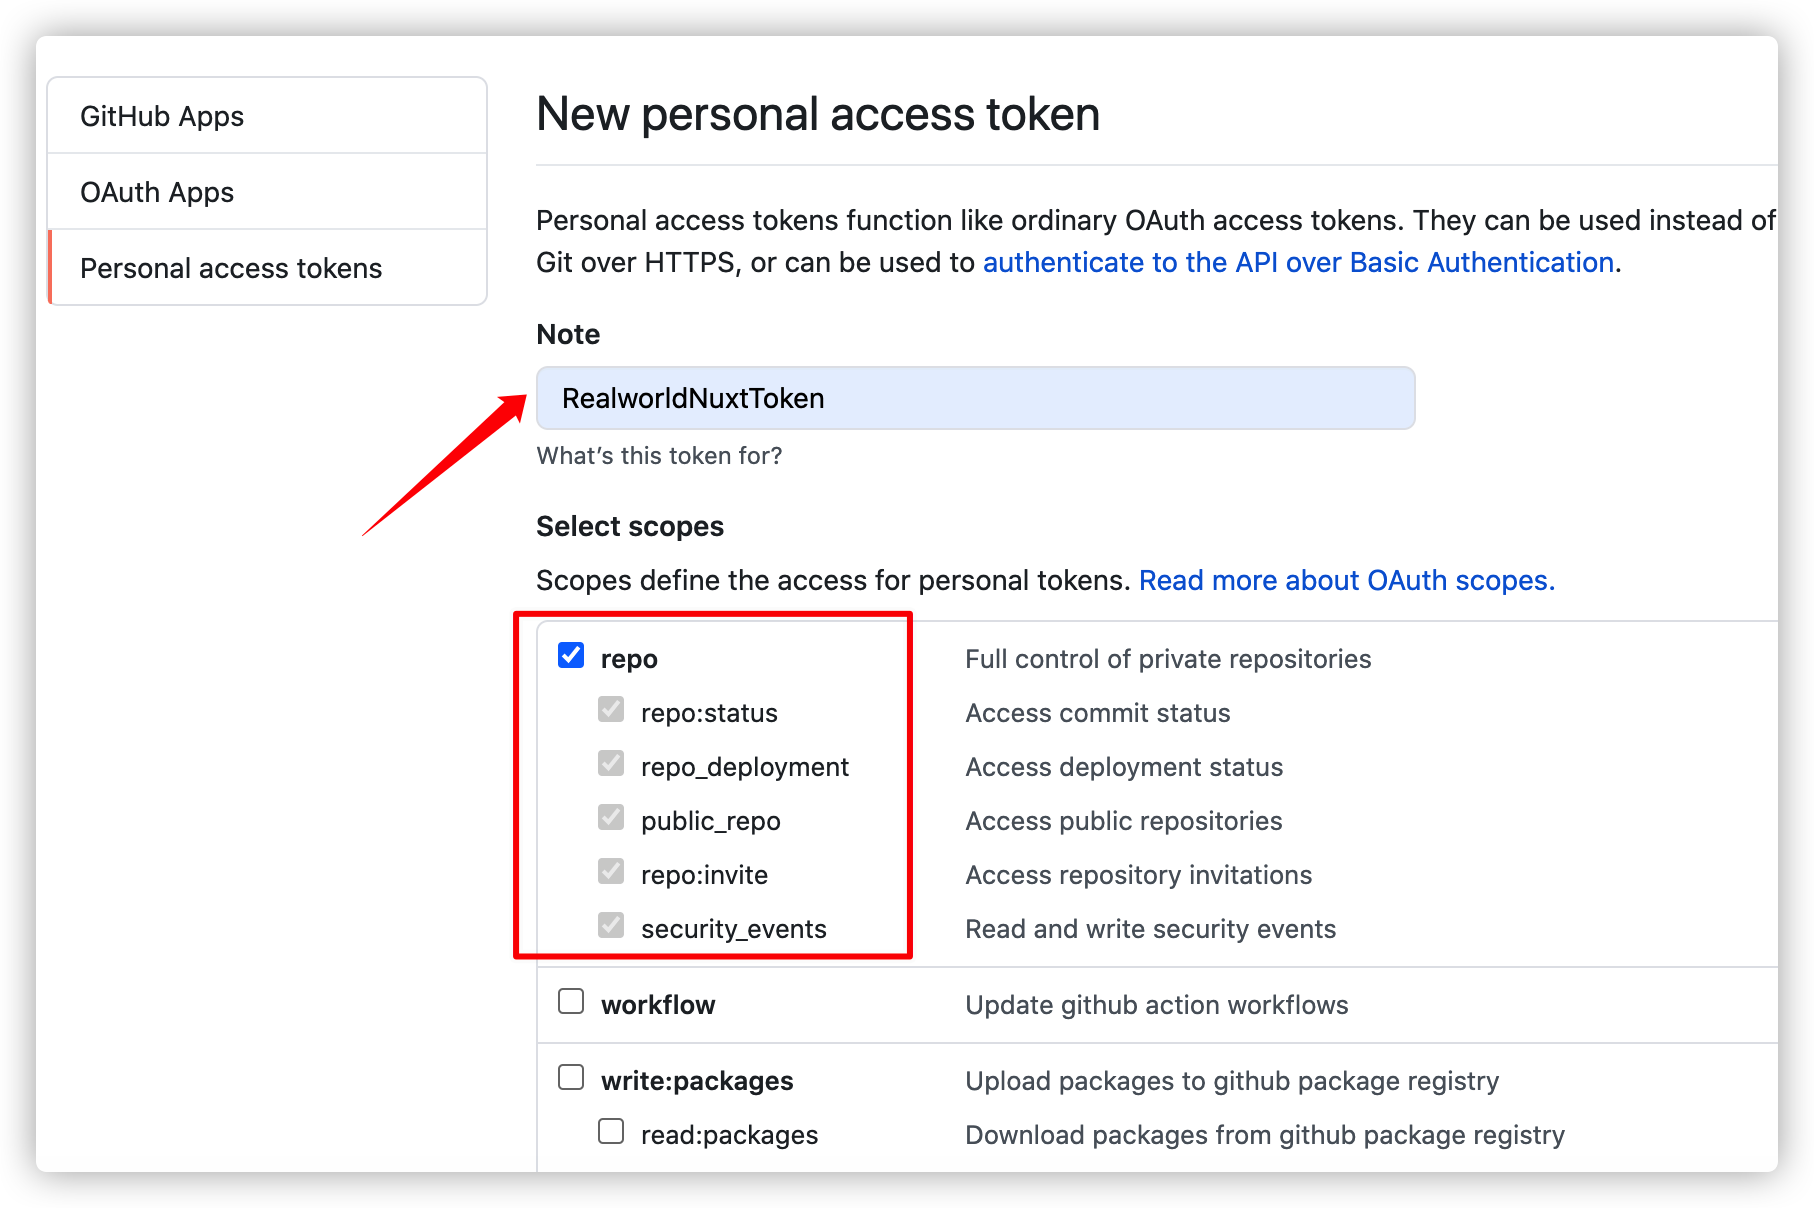 GitHub Apps
OAuth Apps
Personal access tokens
New personal access token
Personal access tokens function like ordinary OAuth access tokens. They can be used instead of
Git over HTTPS, or can be used to authenticate to the API over Basic Authentication.
Note
RealworldNuxtToken
What's this token for?
Select scopes
Scopes define the access for personal tokens. Read more about OAuth scopes.
repo Full control of private repositories
repo:status Access commit status
repo_deployment Access deployment status
public_repo Access public repositories
repo:invite Access repository invitations
security_events Read and write security events
workflow Update github action workflows
write:packages Upload packages to github package registry
read:packages Download packages from github package registry